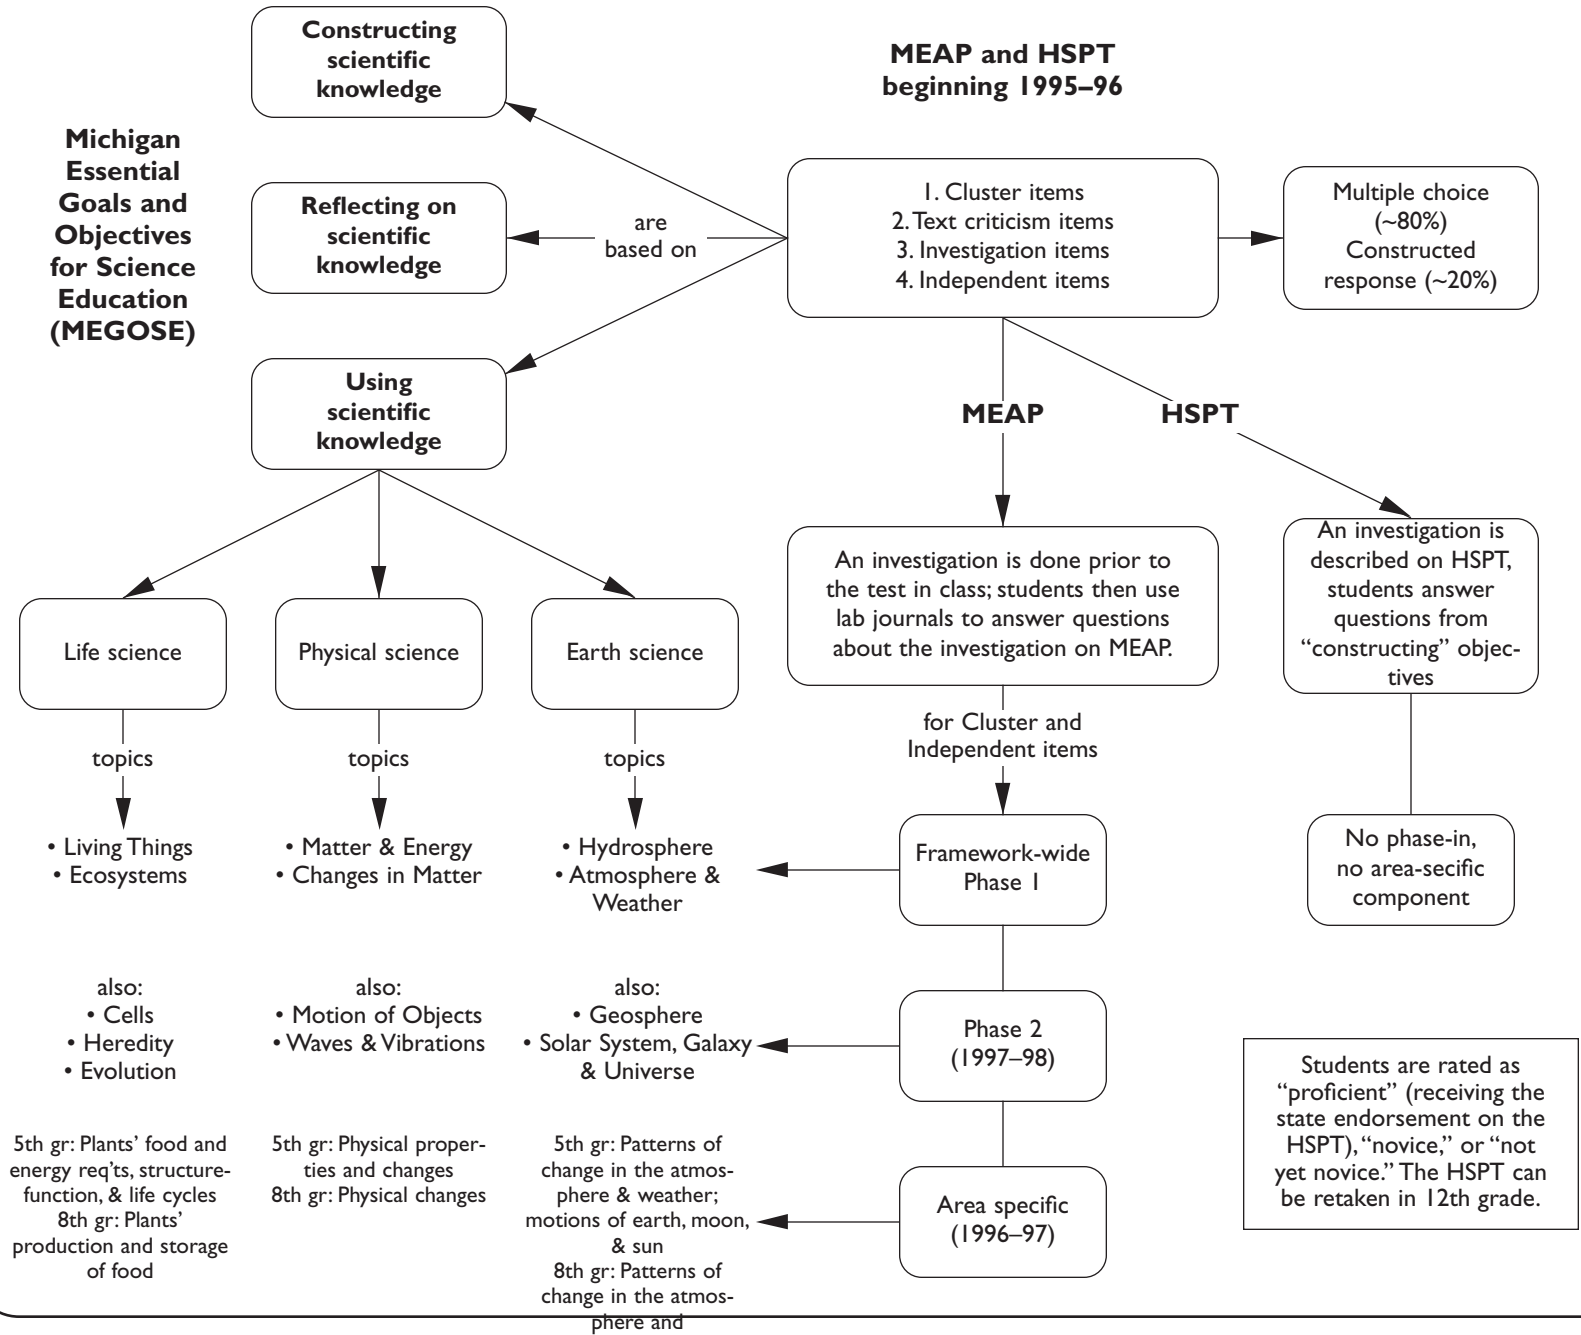 Constructing
scientific
knowledge
MEAP and HSPT
beginning 1995–96
Michigan
Essential
Goals and
Objectives
for Science
Education
(MEGOSE)
Reflecting on
scientific
knowledge
are
based on
1. Cluster items
2. Text criticism items
3. Investigation items
4. Independent items
Multiple choice
(~80%)
Constructed
response (~20%)
Using
scientific
knowledge
MEAP
HSPT
An investigation is done prior to
the test in class; students then use
lab journals to answer questions
about the investigation on MEAP.
An investigation is
described on HSPT,
students answer
questions from
“constructing” objec-
tives
Life science
Physical science
Earth science
for Cluster and
Independent items
topics
topics
topics
• Living Things
• Ecosystems
• Matter & Energy
• Changes in Matter
• Hydrosphere
• Atmosphere &
Weather
Framework-wide
Phase 1
No phase-in,
no area-secific
component
also:
• Cells
• Heredity
• Evolution
also:
• Motion of Objects
• Waves & Vibrations
also:
• Geosphere
• Solar System, Galaxy
& Universe
Phase 2
(1997–98)
Students are rated as
“proficient” (receiving the
state endorsement on the
HSPT), “novice,” or “not
yet novice.” The HSPT can
be retaken in 12th grade.
5th gr: Plants’ food and
energy req’ts, structure-
function, & life cycles
8th gr: Plants’
production and storage
of food
5th gr: Physical proper-
ties and changes
8th gr: Physical changes
5th gr: Patterns of
change in the atmos-
phere & weather;
motions of earth, moon,
& sun
8th gr: Patterns of
change in the atmos-
phere and
Area specific
(1996–97)